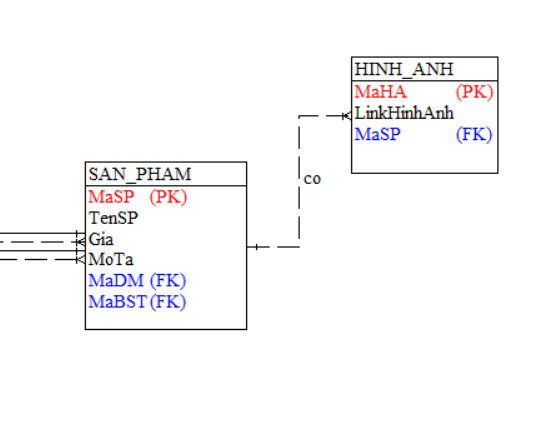 HINH_ANH
MaHA (PK)
LinkHinhAnh
MaSP (FK)
co
SAN_PHAM
MaSP (PK)
TenSP
Gia
MoTa
MaDM (FK)
MaBST (FK)